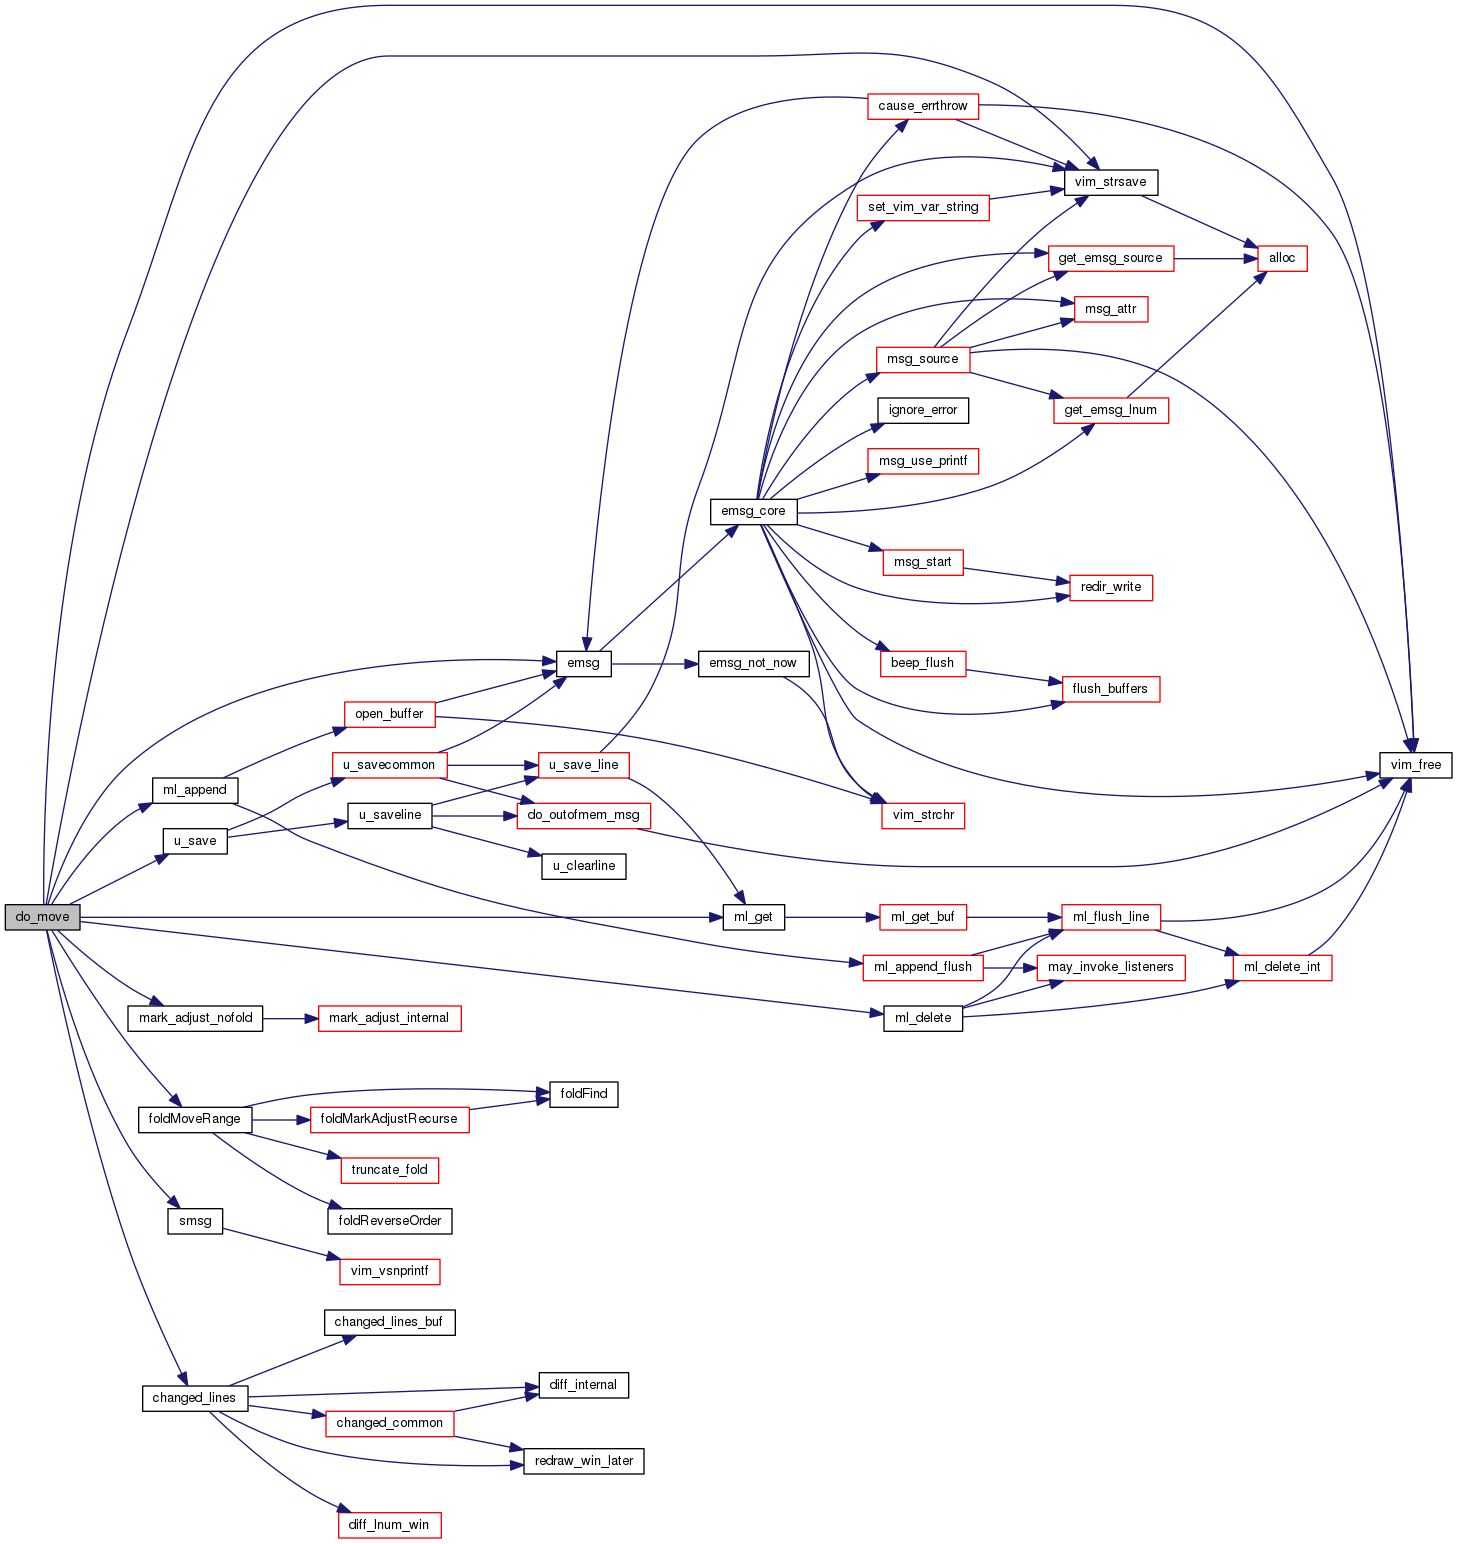 cause_errthrow
vim_strsave
set_vim_var_string
get_emsg_source
alloc
msg_attr
msg_source
get_emsg_lnum
ignore_error
msg_use_printf
emsg_core
msg_start
redir_write
emsg
emsg_not_now
beep_flush
flush_buffers
open_buffer
u_savecommon
u_save_line
vim_free
ml_append
u_saveline
do_outofmem_msg
vim_strchr
u_save
u_clearline
do_move
ml_get
ml_get_buf
ml_flush_line
ml_append_flush
may_invoke_listeners
ml_delete_int
mark_adjust_nofold
mark_adjust_internal
ml_delete
foldFind
foldMoveRange
foldMarkAdjustRecurse
truncate_fold
smsg
foldReverseOrder
vim_vsnprintf
changed_lines_buf
changed_lines
diff_internal
changed_common
redraw_win_later
diff_lnum_win